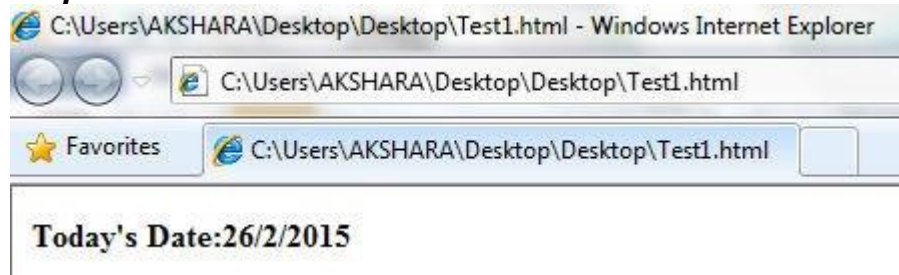 C:\Users\AKSHARA\Desktop\Desktop\Test1.html - Windows Internet Explorer
C:\Users\AKSHARA\Desktop\Desktop\Test1.html
Favorites C:\Users\AKSHARA\Desktop\Desktop\Test1.html
Today's Date:26/2/2015